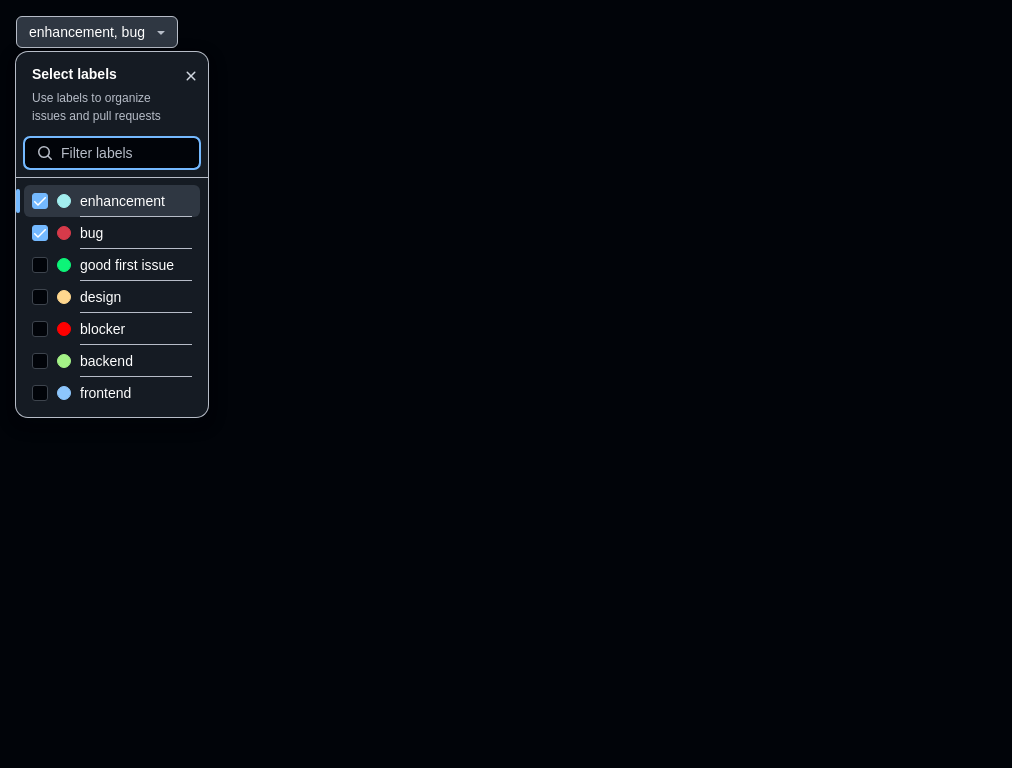 enhancement, bug
Select labels
Use labels to organize
issues and pull requests
Filter labels
enhancement
bug
good first issue
design
blocker
backend
frontend